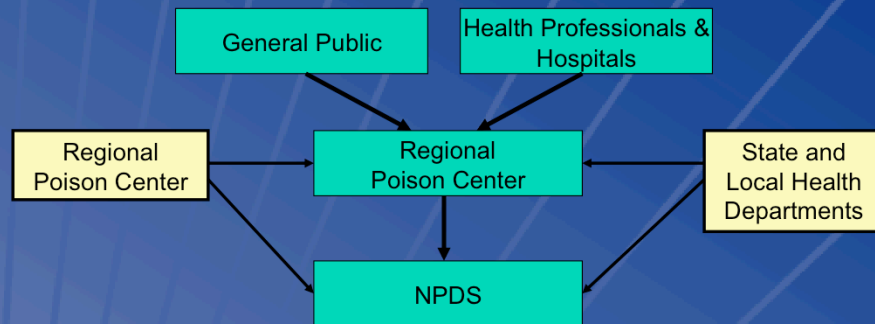 General Public
Health Professionals &
Hospitals
Regional
Poison Center
Regional
Poison Center
State and
Local Health
Departments
NPDS